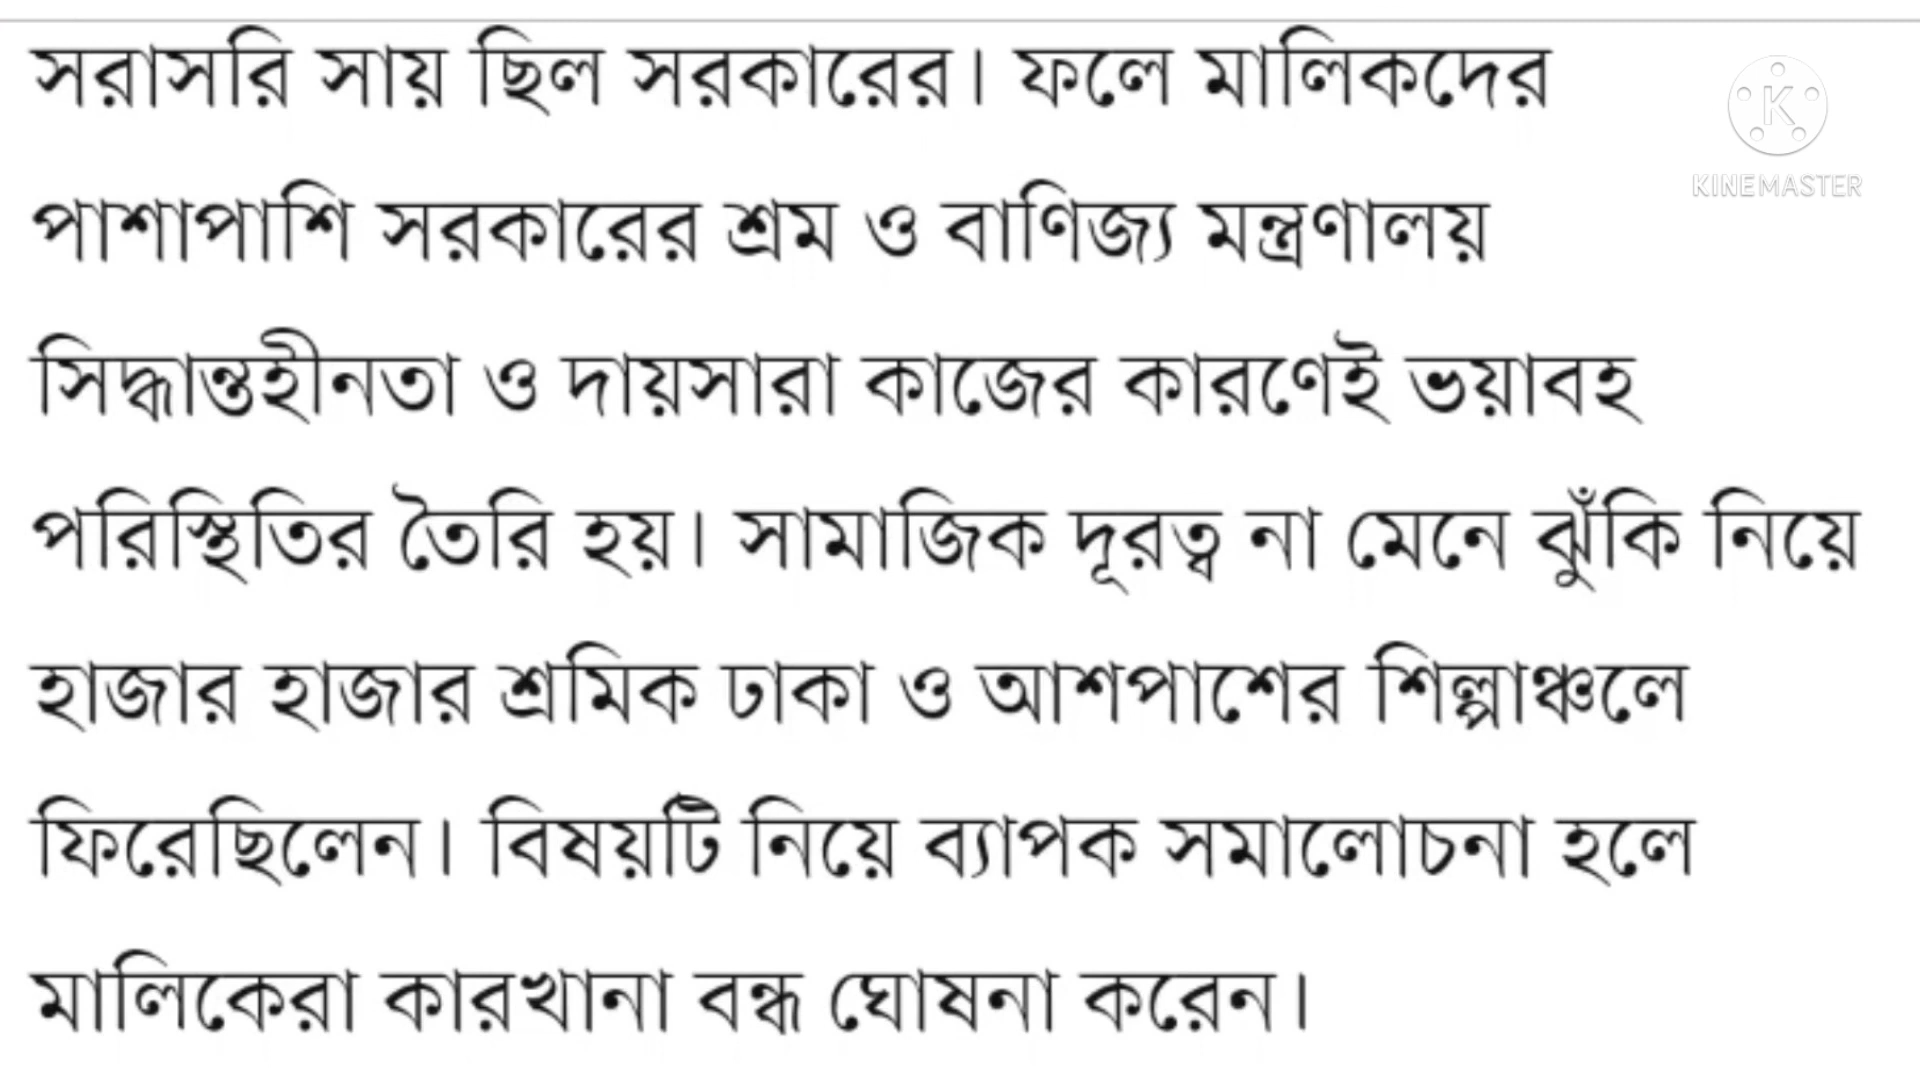 সরাসরি সায় ছিল সরকারের। ফলে মালিকদের
KINEMASTER
পাশাপাশি সরকারের শ্রম ও বাণিজ্য মন্ত্রণালয়
সিদ্ধান্তহীনতা ও দায়সারা কাজের কারণেই ভয়াবহ
পরিস্থিতির তৈরি হয়। সামাজিক দূরত্ব না মেনে ঝুঁকি নিয়ে
হাজার হাজার শ্রমিক ঢাকা ও আশপাশের শিল্পাঞ্চলে
ফিরেছিলেন। বিষয়টি নিয়ে ব্যাপক সমালোচনা হলে
মালিকেরা কারখানা বন্ধ ঘোষনা করেন।